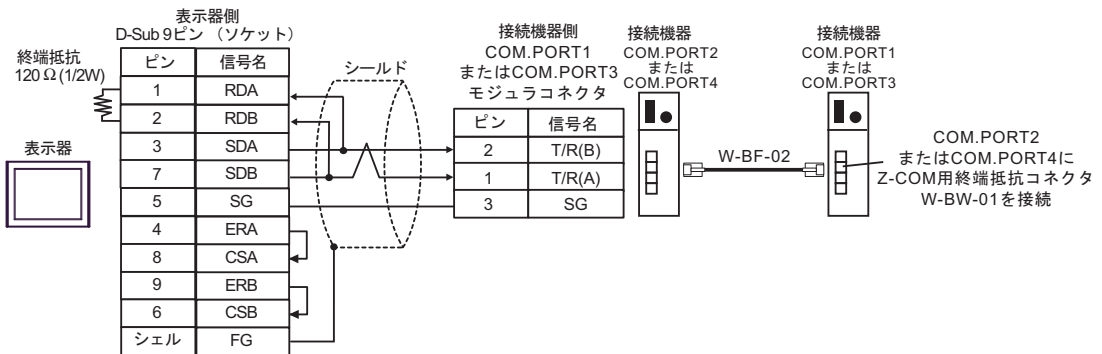 表示器側
D-Sub 9ピン （ソケット）
終端抵抗
120 Ω (1/2W)
表示器
ピン 信号名
1 RDA
2 RDB
3 SDA
7 SDB
5 SG
4 ERA
8 CSA
9 ERB
6 CSB
シェル FG
シールド
接続機器側
COM.PORT1
またはCOM.PORT3
モジュラコネクタ
ピン 信号名
2 T/R(B)
1 T/R(A)
3 SG
接続機器
COM.PORT2
または
COM.PORT4
W-BF-02
接続機器
COM.PORT1
または
COM.PORT3
COM.PORT2
またはCOM.PORT4に
Z-COM用終端抵抗コネクタ
W-BW-01を接続